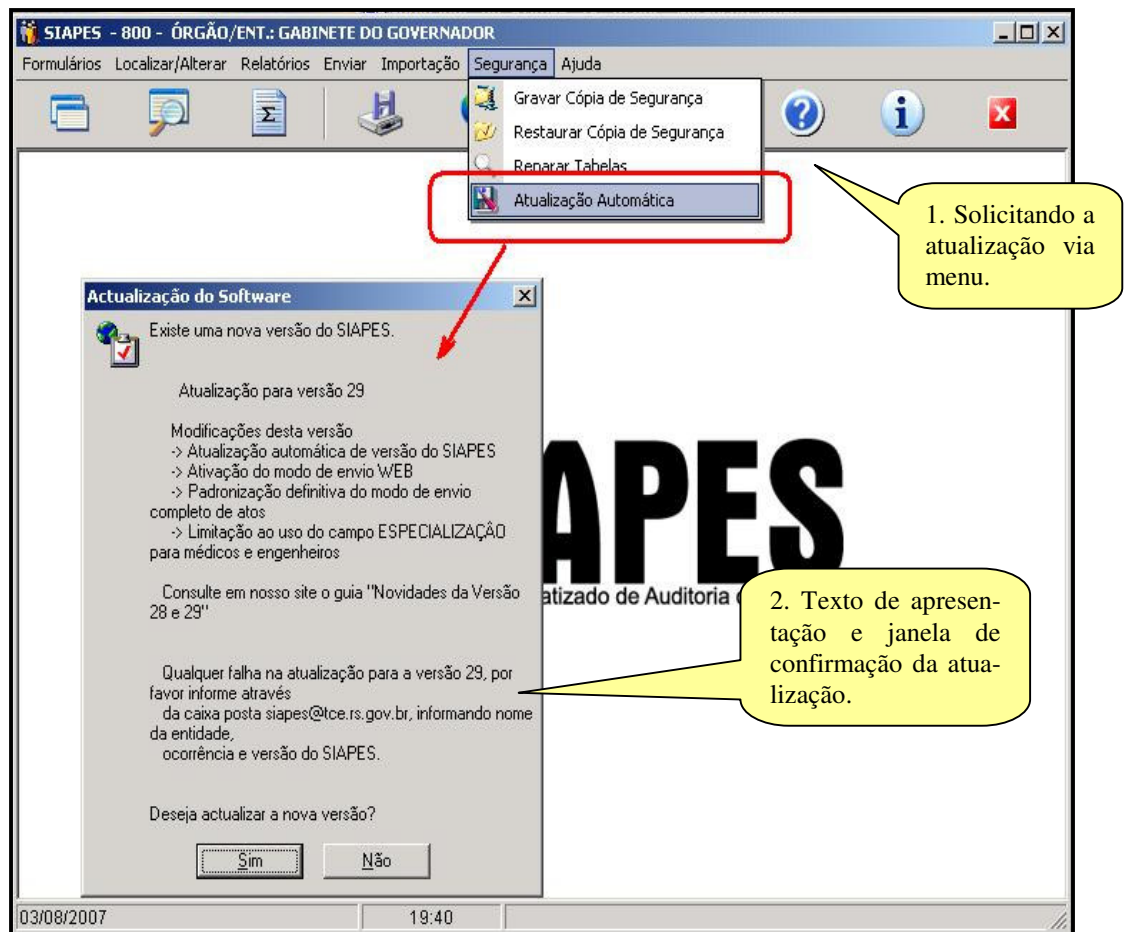 SIAPES - 800 - ÓRGÃO/ENT.: GABINETE DO GOVERNADOR
Formulários Localizar/Alterar Relatórios Enviar Importação Segurança Ajuda
Gravar Cópia de Segurança
Restaurar Cópia de Segurança
Reparar Tabelas
Atualização Automática
1. Solicitando a
atualização via
menu.
Actualização do Software
Existe uma nova versão do SIAPES.
Atualização para versão 29
Modificações desta versão
-> Atualização automática de versão do SIAPES
-> Ativação do modo de envio WEB
-> Padronização definitiva do modo de envio
completo de atos
-> Limitação ao uso do campo ESPECIALIZAÇÂO
para médicos e engenheiros
Consulte em nosso site o guia "Novidades da Versão
28 e 29"
Qualquer falha na atualização para a versão 29, por
favor informe através
da caixa posta siapes@tce.rs.gov.br, informando nome
da entidade,
ocorrência e versão do SIAPES.
Deseja actualizar a nova versão?
Sim Não
APES
atizado de Auditoria
2. Texto de apresen-
tação e janela de
confirmação da atua-
lização.
03/08/2007 19:40